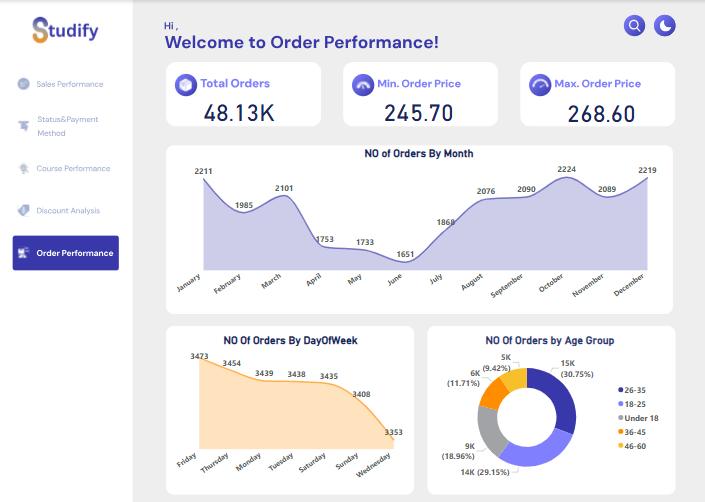 Studify
Sales Performance
Status&Payment
Method
Course Performance
Discount Analysis
Order Performance
Hi ,
Welcome to Order Performance!
Total Orders
48.13K
Min. Order Price
245.70
Max. Order Price
268.60
NO of Orders By Month
2211
1985
2101
1753
1733
1651
1868
2076
2090
2224
2089
2219
January
February
March
April
May
June
July
August
September
October
November
December
NO Of Orders By DayOfWeek
3473
3454
3439
3438
3435
3408
3353
Friday
Thursday
Monday
Tuesday
Saturday
Sunday
Wednesday
NO Of Orders by Age Group
5K
(9.42%)
15K
(30.75%)
6K
(11.71%)
9K
(18.96%)
14K (29.15%)
26-35
18-25
Under 18
36-45
46-60